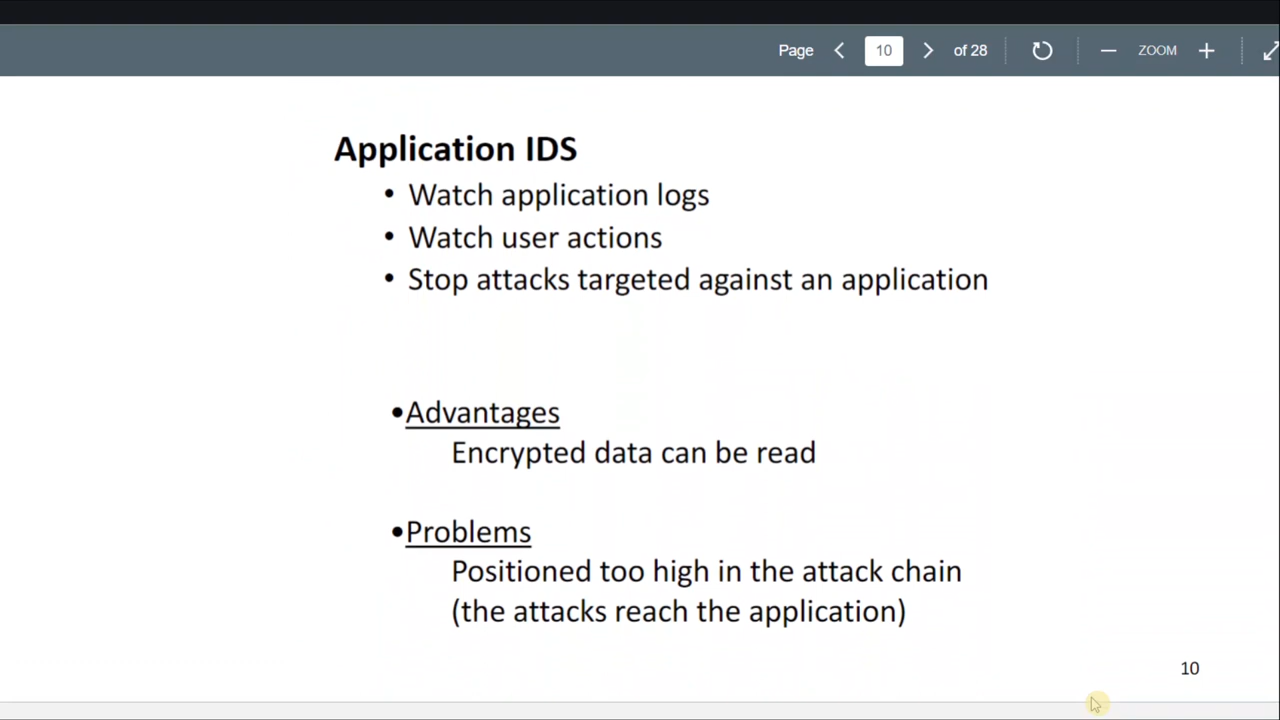 Page 10 of 28 ZOOM
Application IDS
• Watch application logs
• Watch user actions
• Stop attacks targeted against an application
•Advantages
Encrypted data can be read
•Problems
Positioned too high in the attack chain
(the attacks reach the application)
10